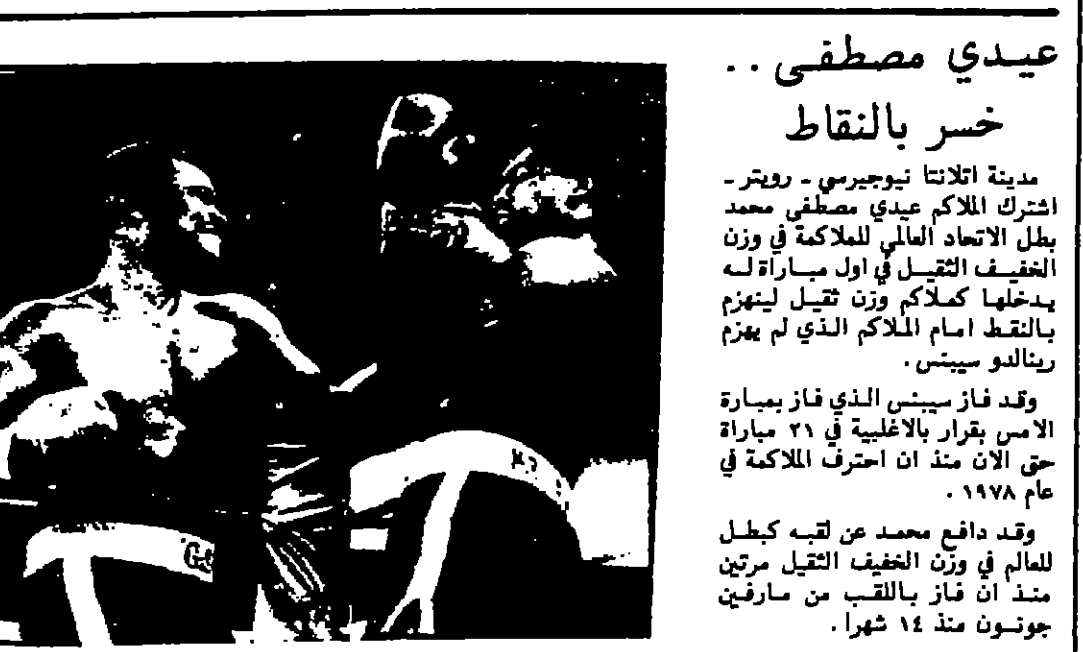 عيدي مصطفى ..
خسر بالنقاط
مدينة اتلانتا نيوجيرسي - رويتر -
اشترك الملاكم عيدي مصطفى محمد
بطل الاتحاد العالمي للملاكمة في وزن
الخفيف الثقيل في اول مباراة له
يدخلها كملاكم وزن ثقيل لينهزم
بالنقط امام الملاكم الذي لم يهزم
رينالدو سيبتس .
وقد فاز سيبنس الذي فاز بمبارة
الامس بقرار بالاغلبية في ٢١ مباراة
حتى الان منذ ان احترف الملاكمة في
عام ١٩٧٨ .
وقد دافع محمد عن لقبه كبطل
للعالم في وزن الخفيف الثقيل مرتين
منذ ان فاز باللقب من مارفين
جونسون منذ ١٤ شهرا .